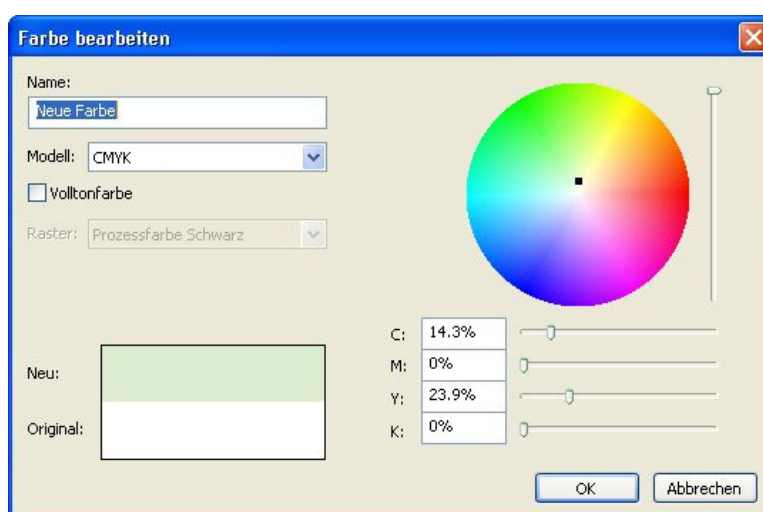 Farbe bearbeiten
Name:
Neue Farbe
Modell: CMYK
Volltonfarbe
Raster: Prozessfarbe Schwarz
Neu:
Original:
C: 14.3%
M: 0%
Y: 23.9%
K: 0%
OK Abbrechen